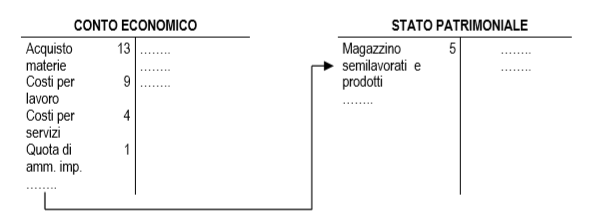 CONTO ECONOMICO
Acquisto 13 ........
materie ........
Costi per 9 ........
lavoro
Costi per 4
servizi
Quota di 1
amm. imp.
........
STATO PATRIMONIALE
Magazzino 5 ........
semilavorati e ........
prodotti
........